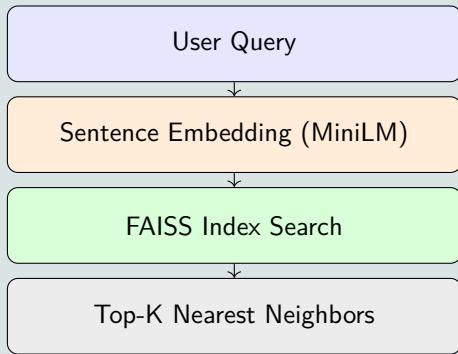 User Query
Sentence Embedding (MiniLM)
FAISS Index Search
Top-K Nearest Neighbors